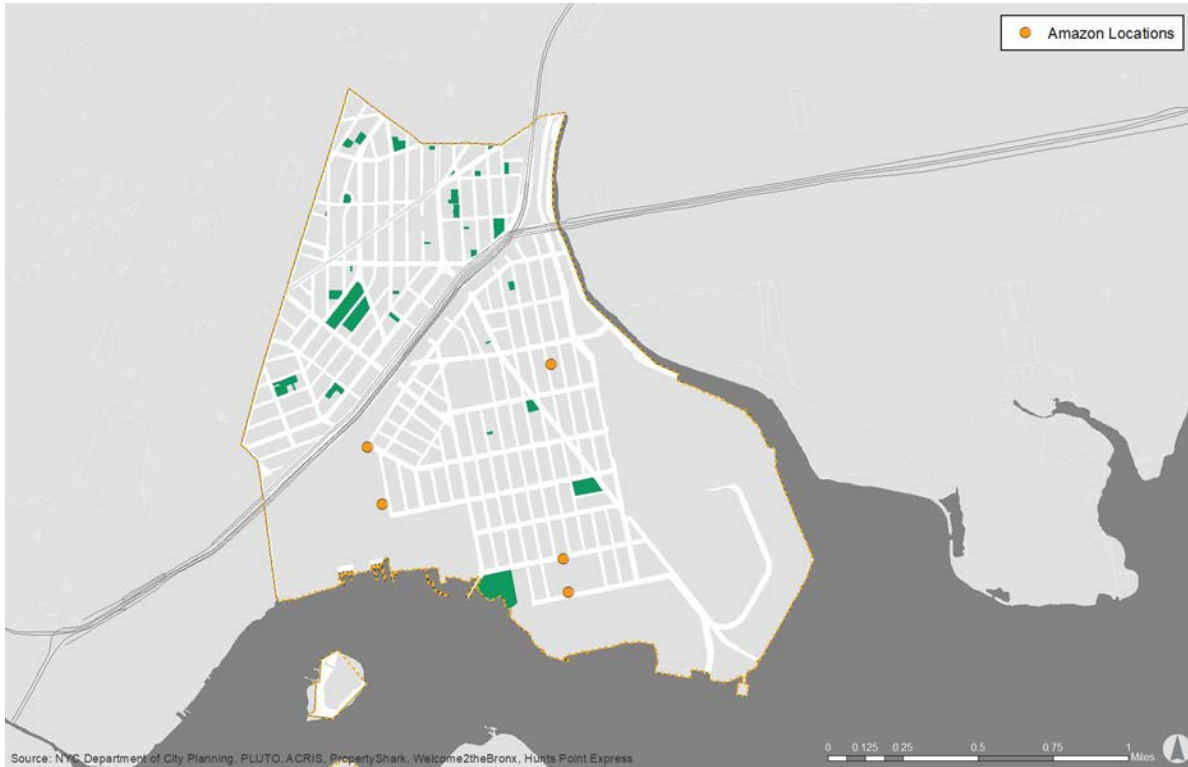 Amazon Locations
Source: NYC Department of City Planning, PLUTO, ACRIS, PropertyShark, Welcome2theBronx, Hunts Point Express
0 0.125 0.25 0.5 0.75 1
Miles